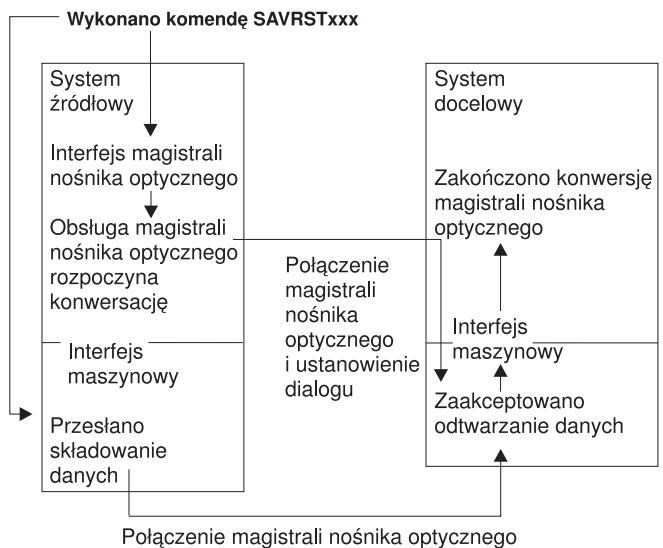 Wykonano komendę SAVRSTxxx
System
źródłowy
Interfejs magistrali
nośnika optycznego
Obsługa magistrali
nośnika optycznego
rozpoczyna
konwersację
Interfejs
maszynowy
Przesłano
składowanie
danych
Połączenie
magistrali
nośnika
optycznego
i ustanowienie
dialogu
System
docelowy
Zakończono konwersję
magistrali nośnika
optycznego
Interfejs
maszynowy
Zaakceptowano
odtwarzanie danych
Połączenie magistrali nośnika optycznego